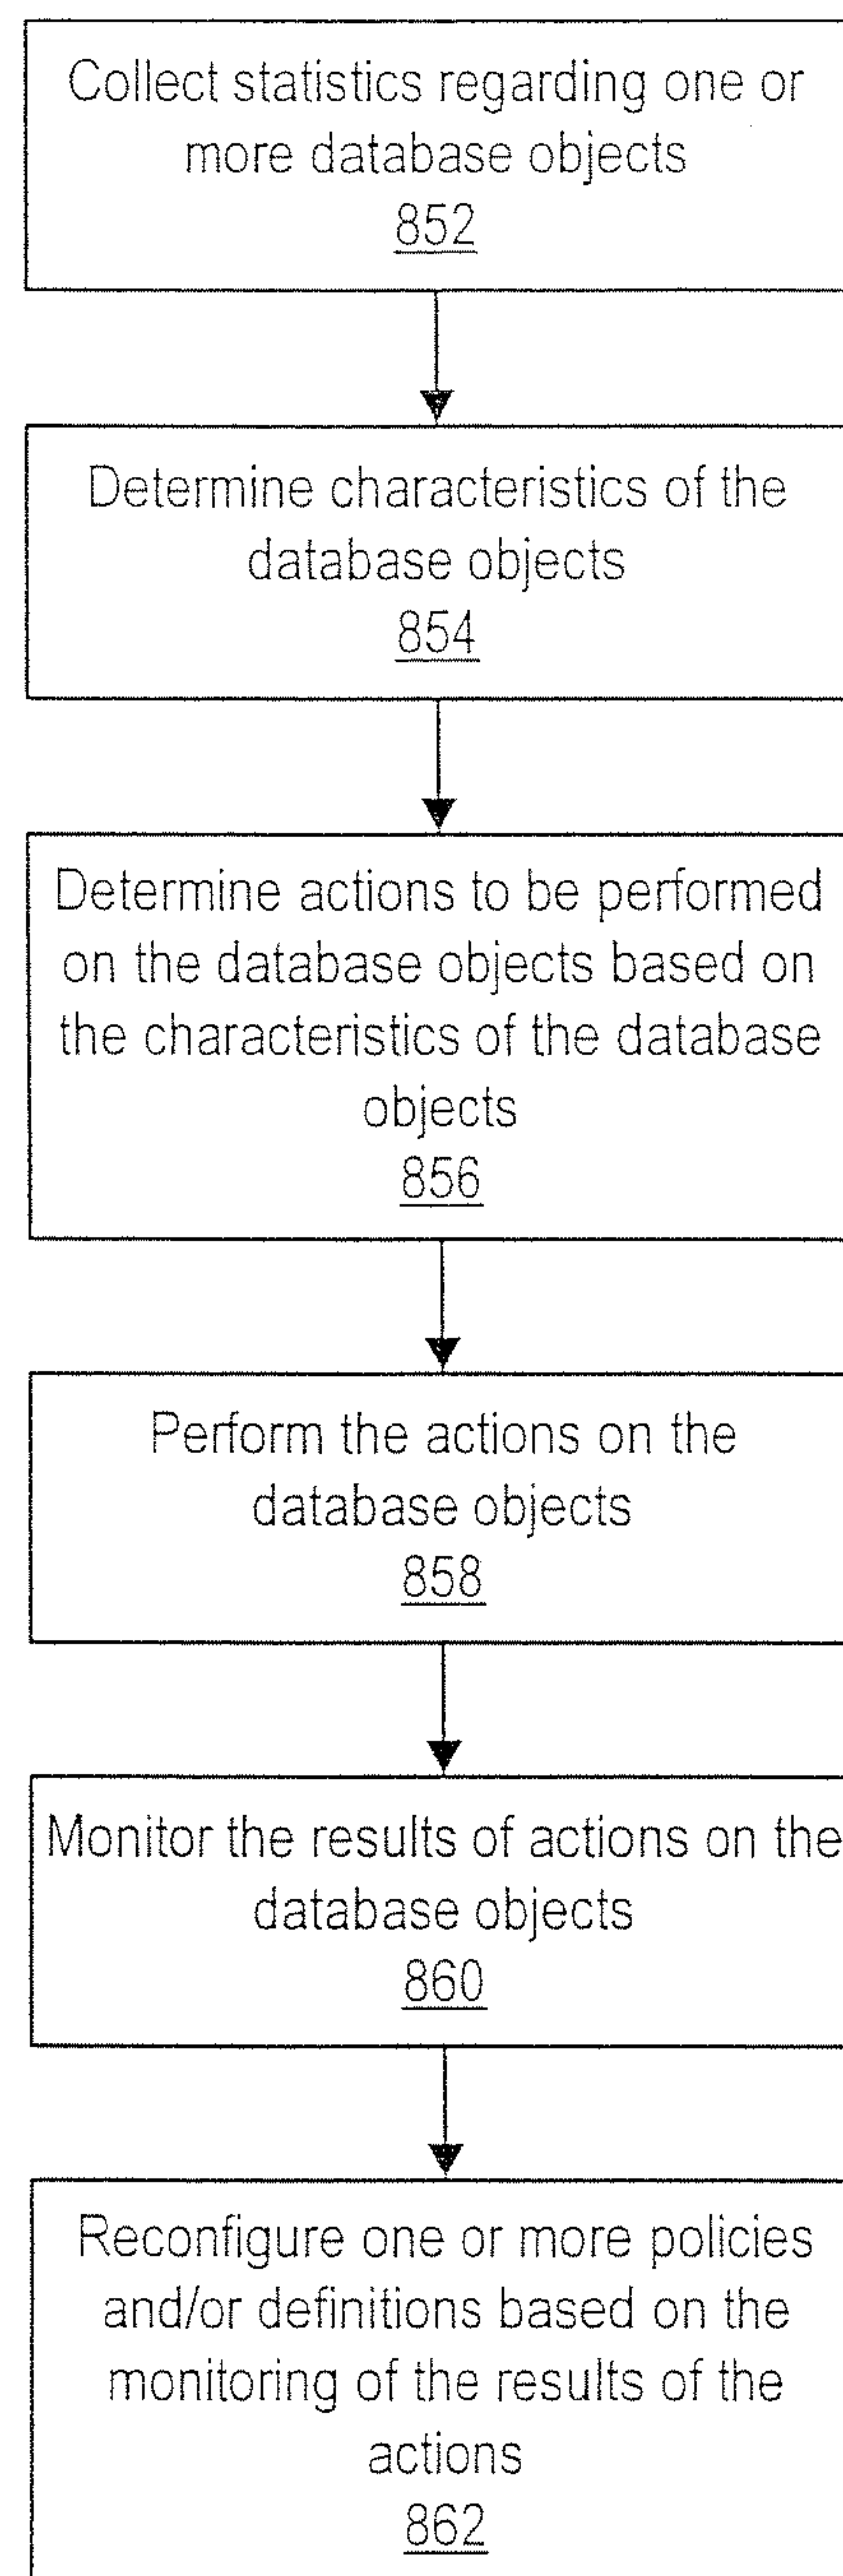 Collect statistics regarding one or
more database objects
852
Determine characteristics of the
database objects
854
Determine actions to be performed
on the database objects based on
the characteristics of the database
objects
856
Perform the actions on the
database objects
858
Monitor the results of actions on the
database objects
860
Reconfigure one or more policies
and/or definitions based on the
monitoring of the results of the
actions
862